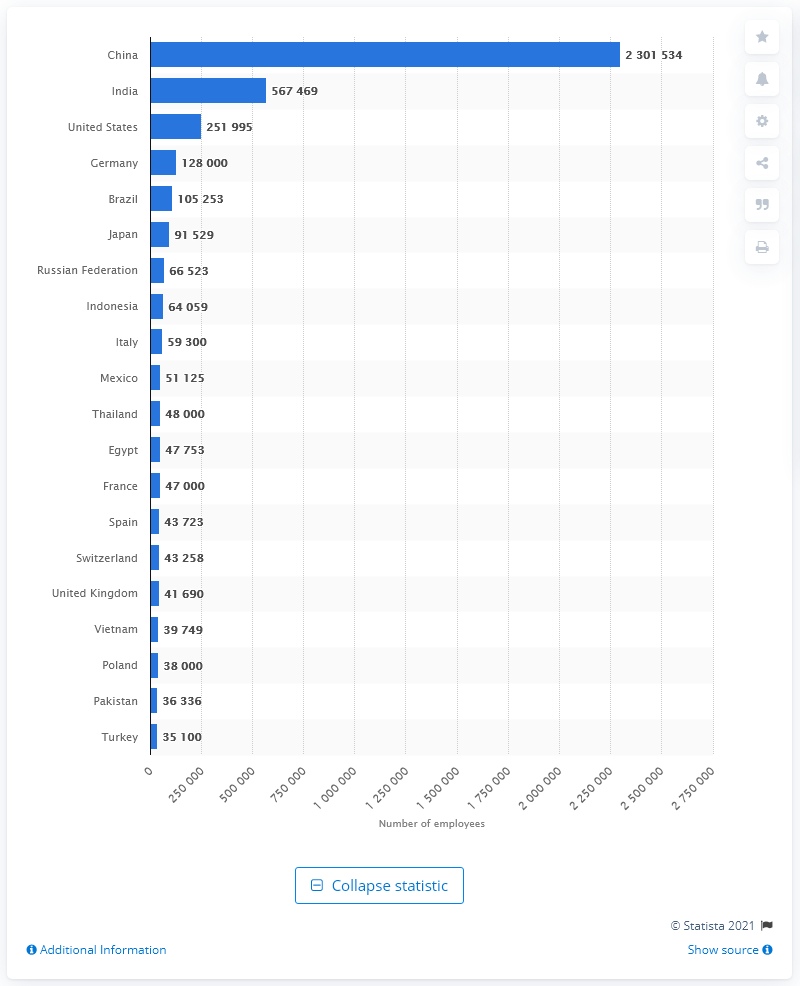 China 2 301 534
India 567 469
United States 251 995
Germany 128 000
Brazil 105 253
Japan 91 529
Russian Federation 66 523
Indonesia 64 059
Italy 59 300
Mexico 51 125
Thailand 48 000
Egypt 47 753
France 47 000
Spain 43 723
Switzerland 43 258
United Kingdom 41 690
Vietnam 39 749
Poland 38 000
Pakistan 36 336
Turkey 35 100
0 250 000 500 000 750 000 1 000 000 1 250 000 1 500 000 1 750 000 2 000 000 2 250 000 2 500 000 2 750 000
Number of employees
Collapse statistic
© Statista 2021
Additional Information Show source